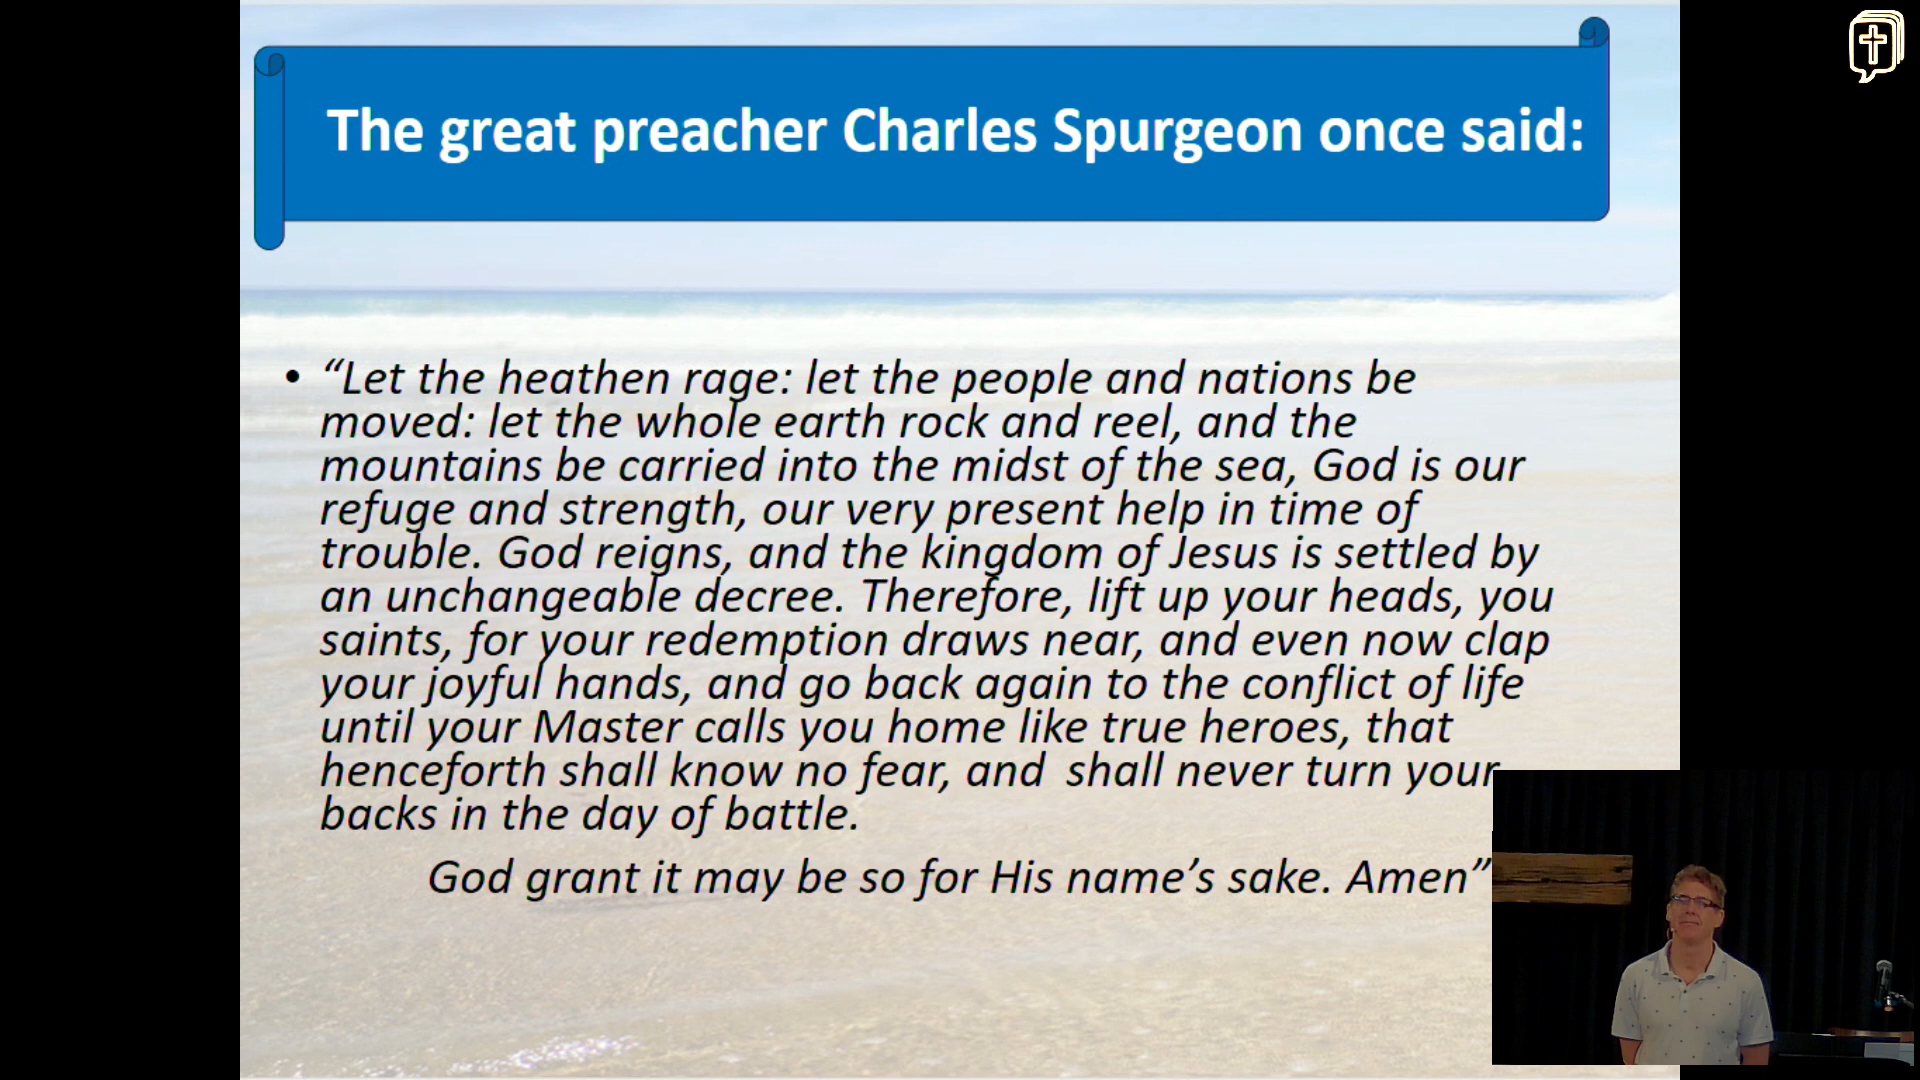 The great preacher Charles Spurgeon once said:
• “Let the heathen rage: let the people and nations be
moved: let the whole earth rock and reel, and the
mountains be carried into the midst of the sea, God is our
refuge and strength, our very present help in time of
trouble. God reigns, and the kingdom of Jesus is settled by
an unchangeable decree. Therefore, lift up your heads, you
saints, for your redemption draws near, and even now clap
your joyful hands, and go back again to the conflict of life
until your Master calls you home like true heroes, that
henceforth shall know no fear, and  shall never turn your
backs in the day of battle.
God grant it may be so for His name’s sake. Amen”